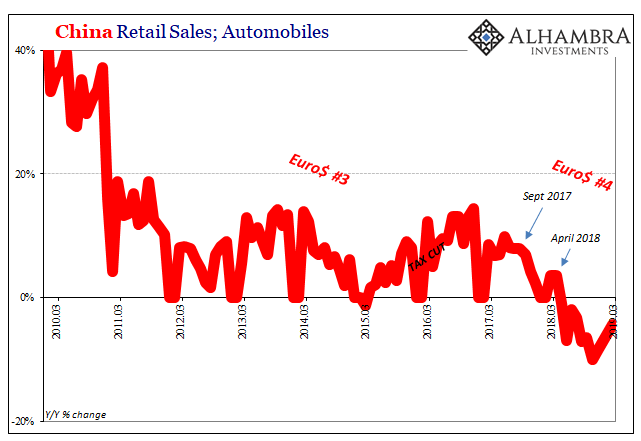 China Retail Sales; Automobiles
ALHAMBRA
INVESTMENTS
40%
20%
0%
-20%
Euro$ #3
Euro$ #4
Sept 2017
April 2018
TAX CUT
2010.03
2011.03
2012.03
2013.03
2014.03
2015.03
2016.03
2017.03
2018.03
2019.03
Y/Y % change